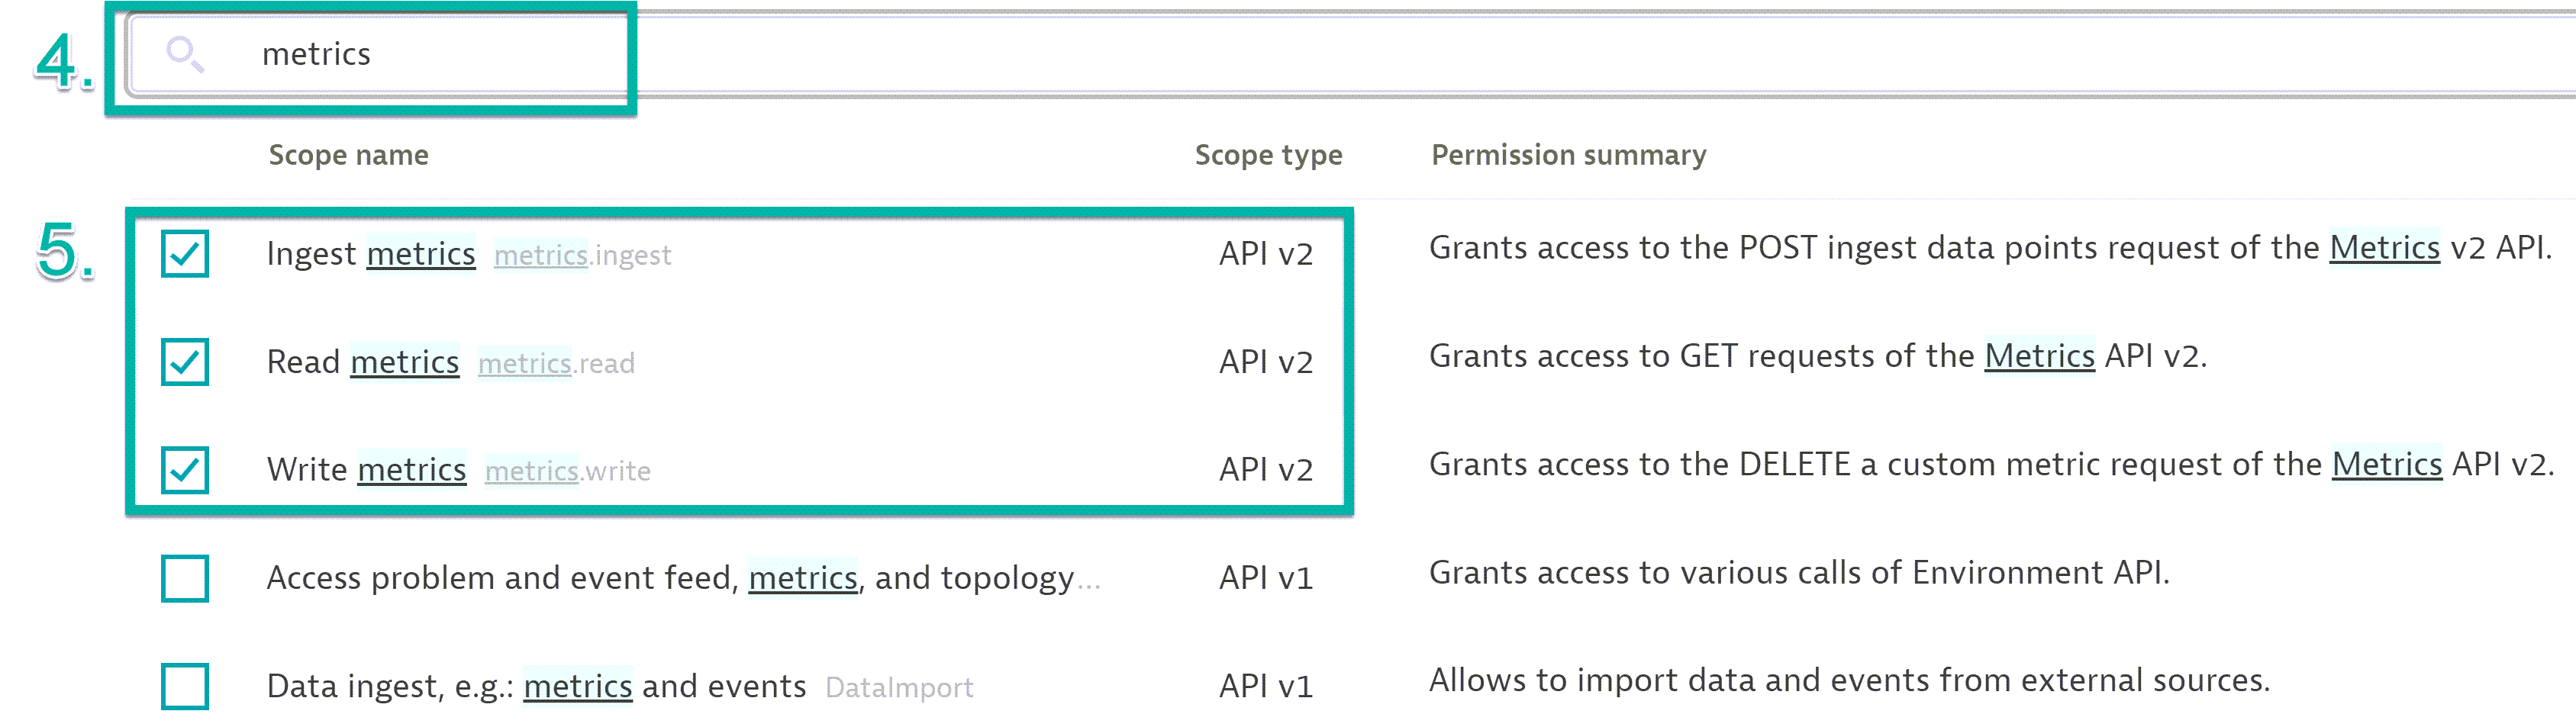 4. metrics
Scope name Scope type Permission summary
5. Ingest metrics metrics.ingest API v2 Grants access to the POST ingest data points request of the Metrics v2 API.
Read metrics metrics.read API v2 Grants access to GET requests of the Metrics API v2.
Write metrics metrics.write API v2 Grants access to the DELETE a custom metric request of the Metrics API v2.
Access problem and event feed, metrics, and topology... API v1 Grants access to various calls of Environment API.
Data ingest, e.g.: metrics and events DataImport API v1 Allows to import data and events from external sources.